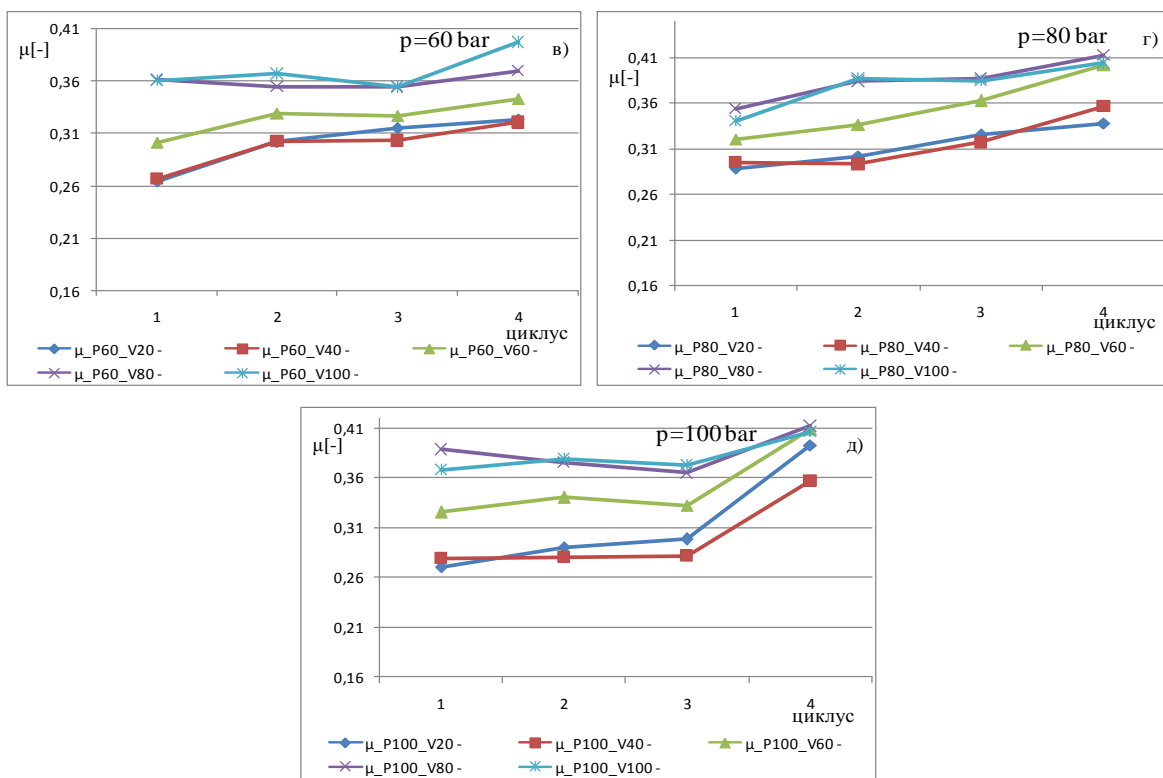 0,41
p=60 bar
в)
μ[-]
0,36
0,31
0,26
0,21
0,16
1 2 3 4
циклус
μ_P60_V20 - μ_P60_V40 - μ_P60_V60 -
μ_P60_V80 - μ_P60_V100 -
p=80 bar
г)
0,41
μ[-]
0,36
0,31
0,26
0,21
0,16
1 2 3 4
циклус
μ_P80_V20 - μ_P80_V40 - μ_P80_V60 -
μ_P80_V80 - μ_P80_V100 -
0,41
p=100 bar
д)
μ[-]
0,36
0,31
0,26
0,21
0,16
1 2 3 4
циклус
μ_P100_V20 - μ_P100_V40 - μ_P100_V60 -
μ_P100_V80 - μ_P100_V100 -